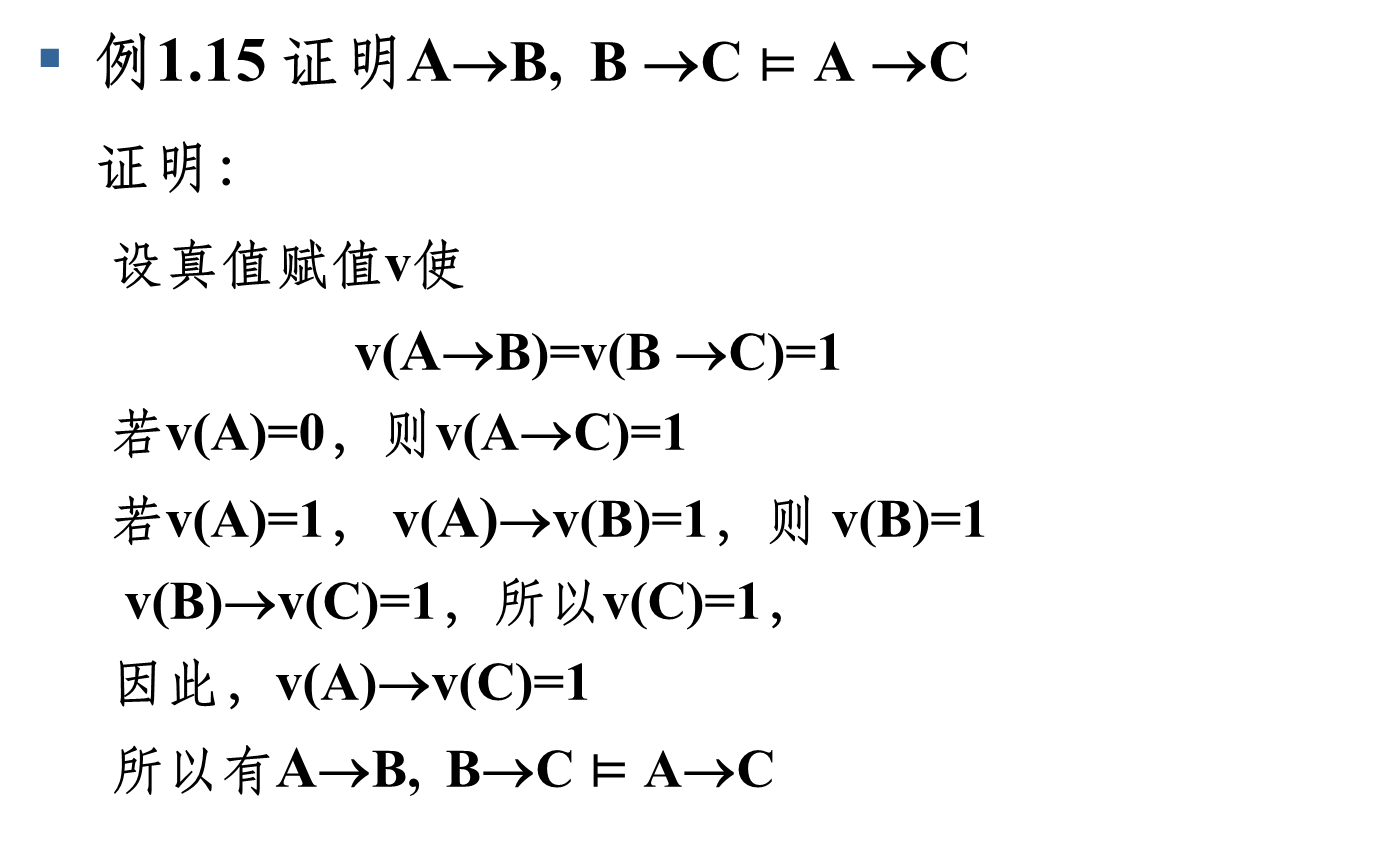 ▪ 例1.15 证明A→B, B →C ⊨ A →C
证明：
设真值赋值v使
v(A→B)=v(B →C)=1
若v(A)=0，则v(A→C)=1
若v(A)=1， v(A)→v(B)=1，则 v(B)=1
v(B)→v(C)=1，所以v(C)=1，
因此，v(A)→v(C)=1
所以有A→B, B→C ⊨ A→C